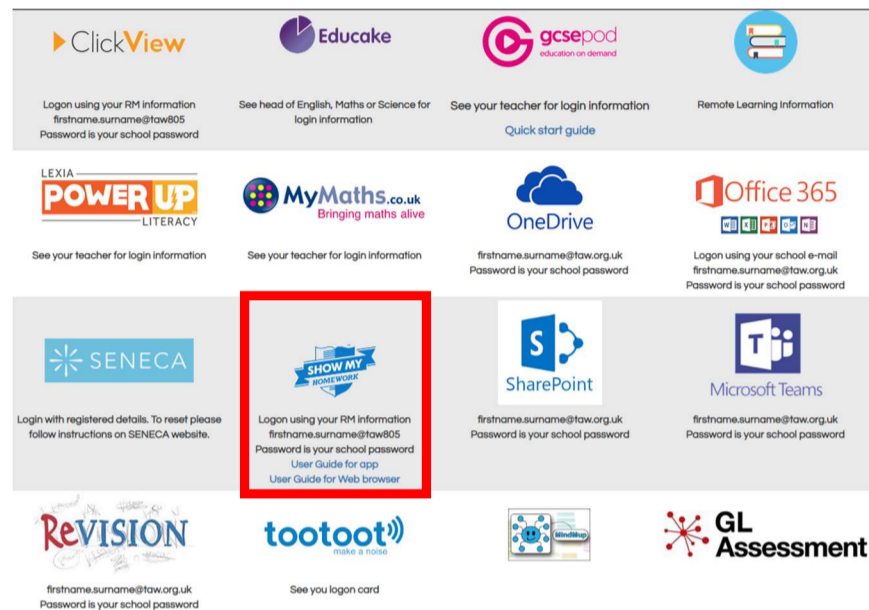 ClickView
Logon using your RM information
firstname.surname@taw805
Password is your school password
Educake
See head of English, Maths or Science for
login information
gcsepod
education on demand
See your teacher for login information
Quick start guide
Remote Learning Information
LEXIA
POWER UP
LITERACY
See your teacher for login information
MyMaths.co.uk
Bringing maths alive
See your teacher for login information
OneDrive
firstname.surname@taw.org.uk
Password is your school password
Office 365
Logon using your school e-mail
firstname.surname@taw.org.uk
Password is your school password
SENECA
Login with registered details. To reset please
follow instructions on SENECA website.
SHOW MY
HOMEWORK
Logon using your RM information
firstname.surname@taw805
Password is your school password
User Guide for app
User Guide for Web browser
S
SharePoint
firstname.surname@taw.org.uk
Password is your school password
T
Microsoft Teams
firstname.surname@taw.org.uk
Password is your school password
ReVISION
firstname.surname@taw.org.uk
Password is your school password
tootoot
make a noise
See you logon card
MindMup
GL
Assessment